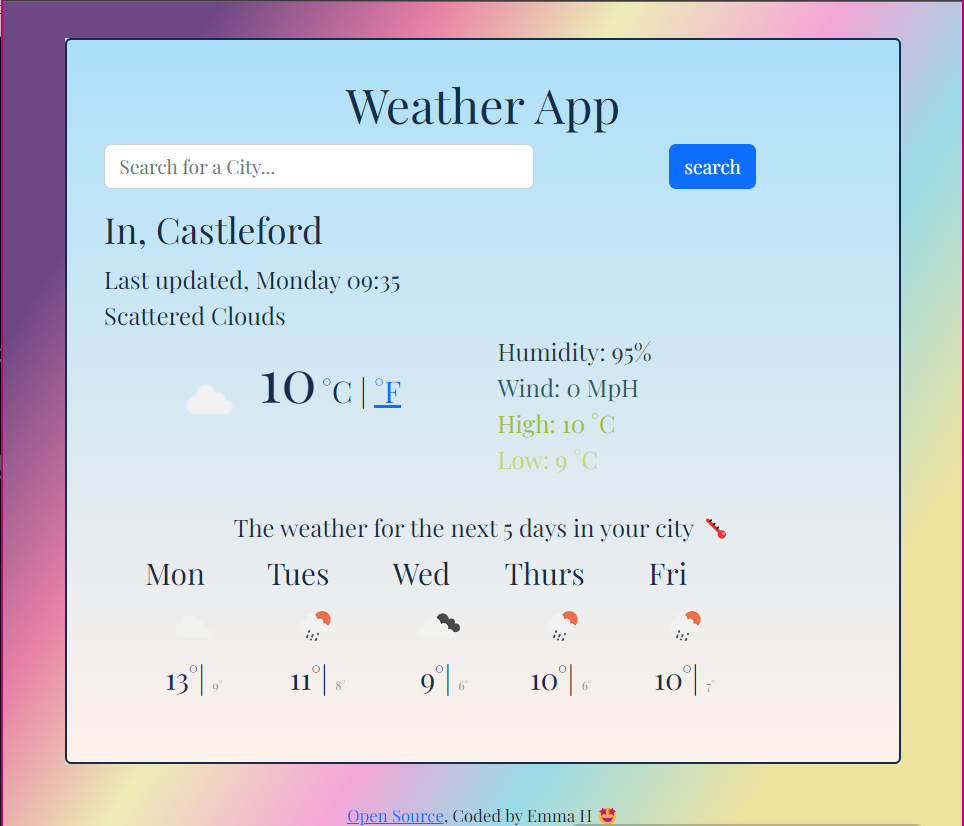 Weather App
Search for a City...
search
In, Castleford
Last updated, Monday 09:35
Scattered Clouds
10 °C | °F
Humidity: 95%
Wind: 0 MpH
High: 10 °C
Low: 9 °C
The weather for the next 5 days in your city
Mon Tues Wed Thurs Fri
13°| 9° 11°| 8° 9°| 6° 10°| 6° 10°| 7°
Open Source, Coded by Emma H 🤩